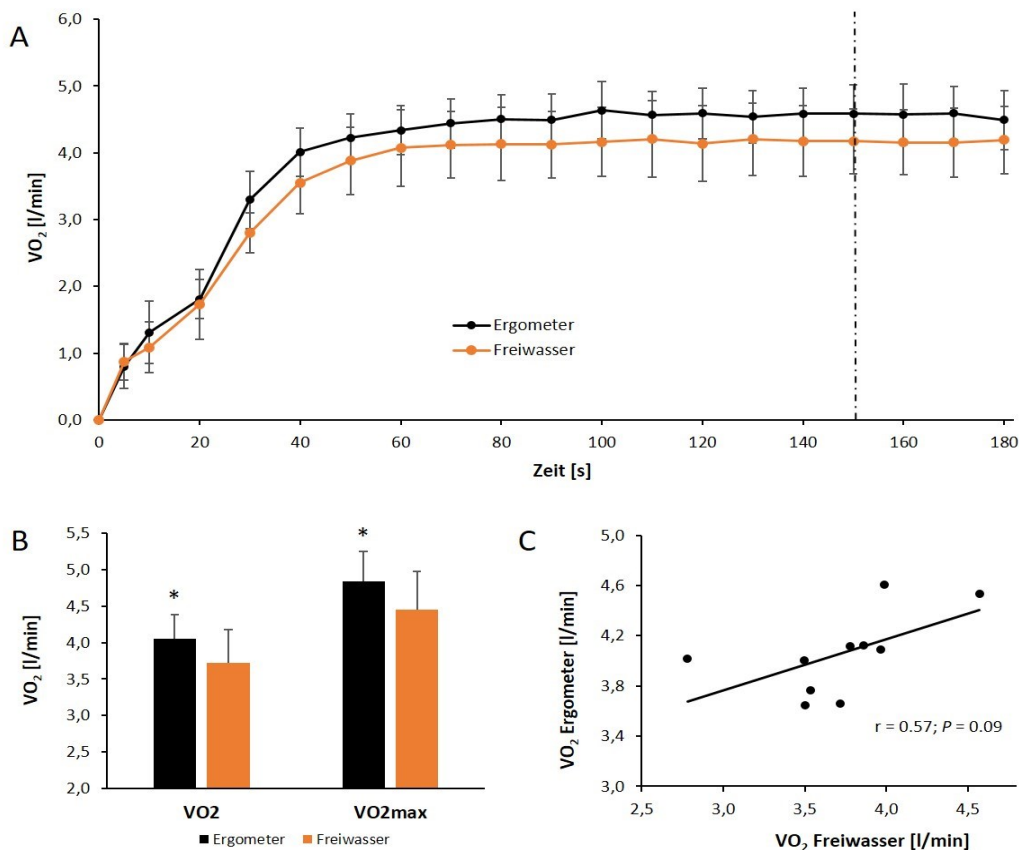 A
6,0
5,0
4,0
3,0
2,0
1,0
0,0
VO₂ [l/min]
Ergometer
Freiwasser
0 20 40 60 80 100 120 140 160 180
Zeit [s]
B
5,5
5,0
4,5
4,0
3,5
3,0
2,5
2,0
VO₂ [l/min]
*
*
VO2 VO2max
Ergometer Freiwasser
C
5,0
4,6
4,2
3,8
3,4
3,0
VO₂ Ergometer [l/min]
r = 0.57; P = 0.09
2,5 3,0 3,5 4,0 4,5
VO₂ Freiwasser [l/min]